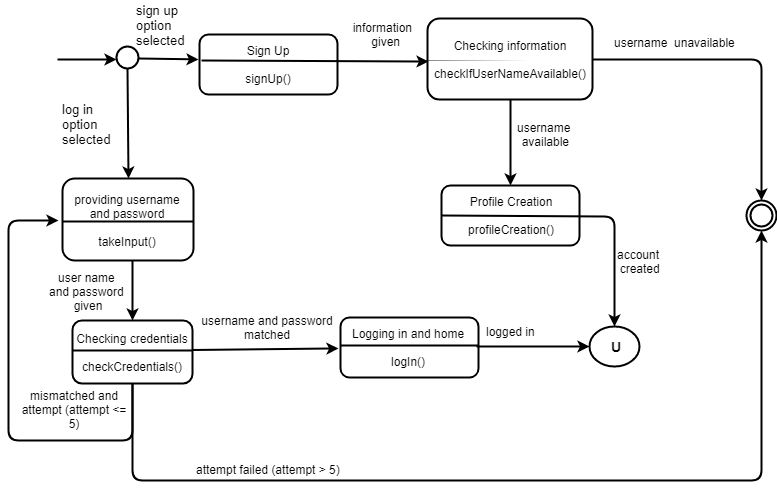 sign up
option
selected
Sign Up
signUp()
information
given
Checking information
checkIfUserNameAvailable()
username unavailable
log in
option
selected
username
available
providing username
and password
takeInput()
Profile Creation
profileCreation()
account
created
user name
and password
given
Checking credentials
checkCredentials()
username and password
matched
Logging in and home
logIn()
logged in
U
mismatched and
attempt (attempt <=
5)
attempt failed (attempt > 5)